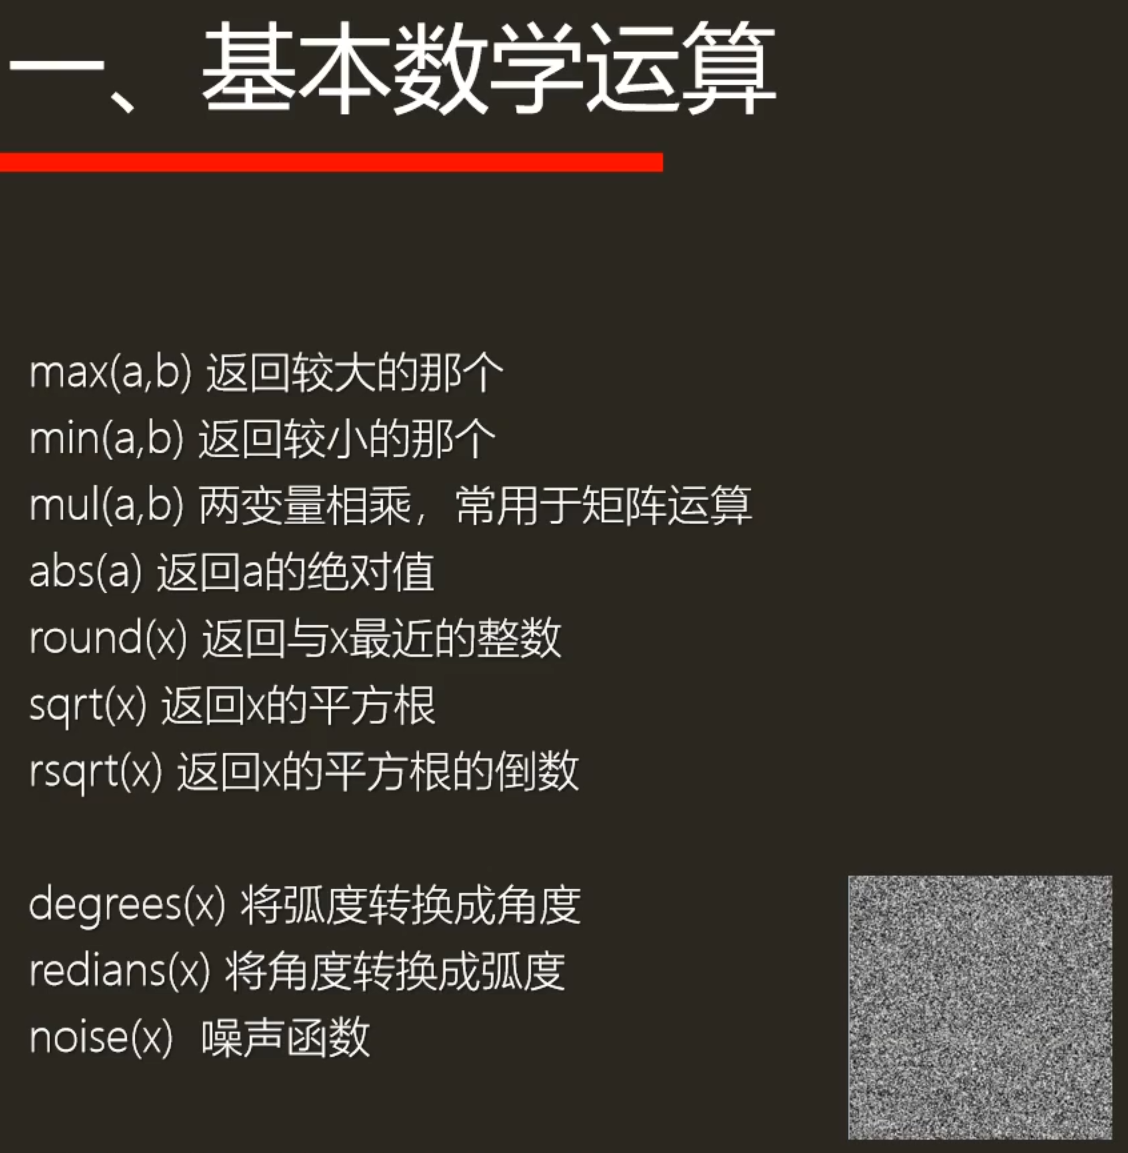 一、基本数学运算
max(a,b) 返回较大的那个
min(a,b) 返回较小的那个
mul(a,b) 两变量相乘，常用于矩阵运算
abs(a) 返回a的绝对值
round(x) 返回与x最近的整数
sqrt(x) 返回x的平方根
rsqrt(x) 返回x的平方根的倒数
degrees(x) 将弧度转换成角度
redians(x) 将角度转换成弧度
noise(x) 噪声函数